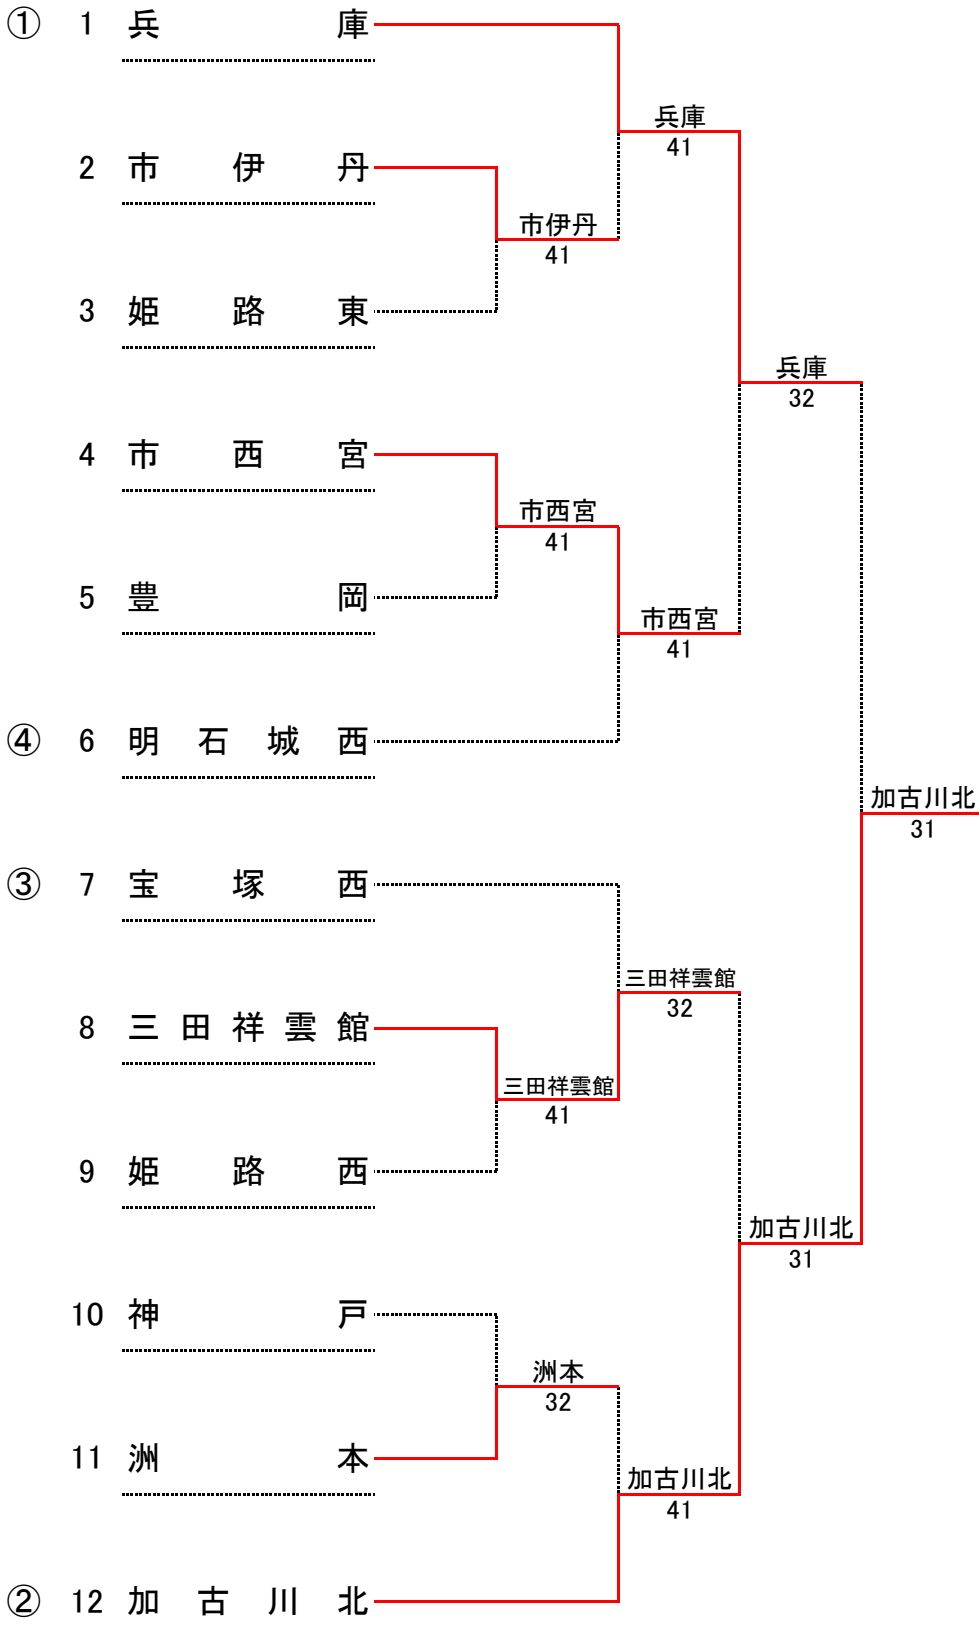 ① 1 兵庫
兵庫
41
2 市伊丹
市伊丹
41
3 姫路東
兵庫
32
4 市西宮
市西宮
41
5 豊岡
市西宮
41
④ 6 明石城西
加古川北
31
③ 7 宝塚西
三田祥雲館
32
8 三田祥雲館
三田祥雲館
41
9 姫路西
加古川北
31
10 神戸
洲本
32
11 洲本
加古川北
41
② 12 加古川北